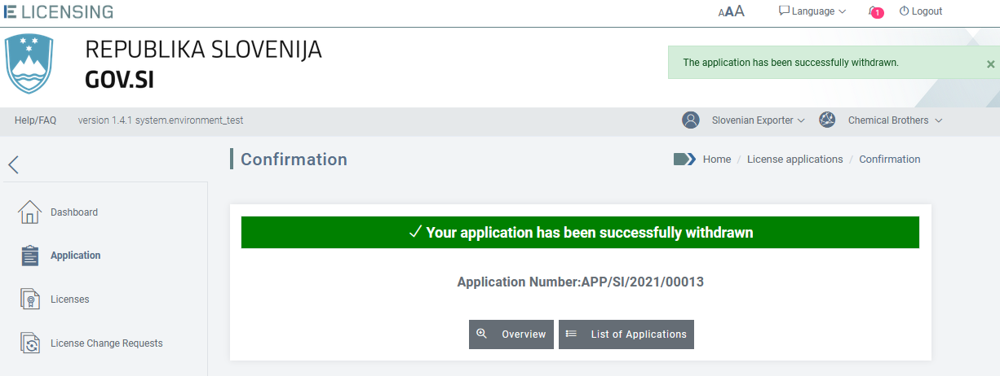 E LICENSING
AAA
Language
1
Logout
REPUBLIKA SLOVENIJA
GOV.SI
The application has been successfully withdrawn.
×
Help/FAQ
version 1.4.1 system.environment_test
Slovenian Exporter
Chemical Brothers
Confirmation
Home / License applications / Confirmation
Dashboard
Application
Licenses
License Change Requests
Your application has been successfully withdrawn
Application Number:APP/SI/2021/00013
Overview
List of Applications